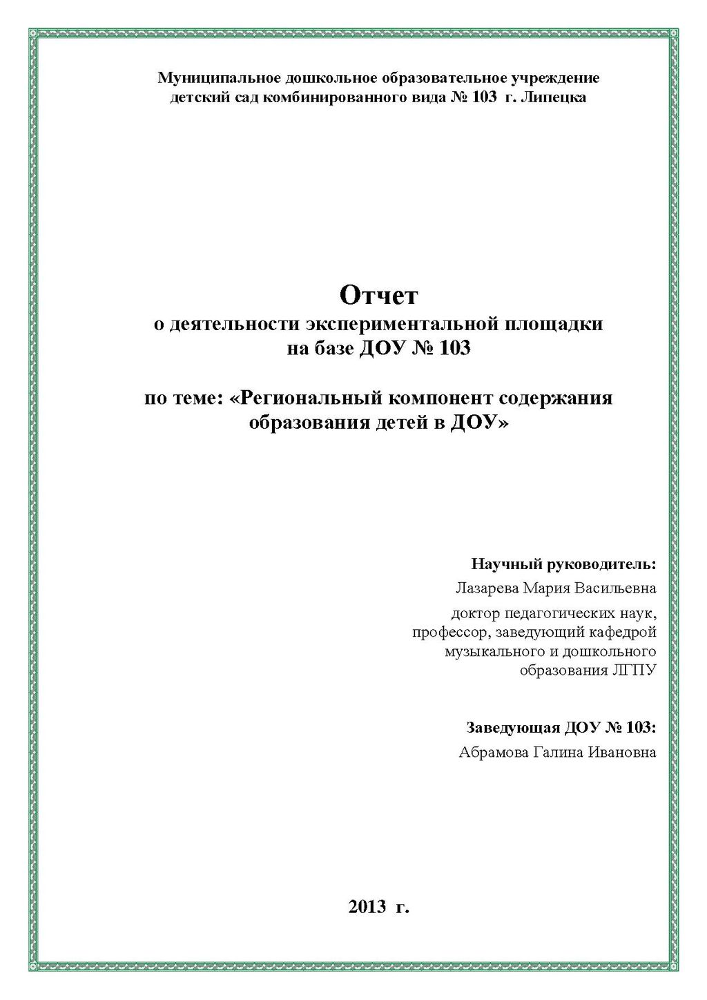 Муниципальное дошкольное образовательное учреждение
детский сад комбинированного вида № 103 г. Липецка
Отчет
о деятельности экспериментальной площадки
на базе ДОУ № 103
по теме: «Региональный компонент содержания
образования детей в ДОУ»
Научный руководитель:
Лазарева Мария Васильевна
доктор педагогических наук,
профессор, заведующий кафедрой
музыкального и дошкольного
образования ЛГПУ
Заведующая ДОУ № 103:
Абрамова Галина Ивановна
2013 г.